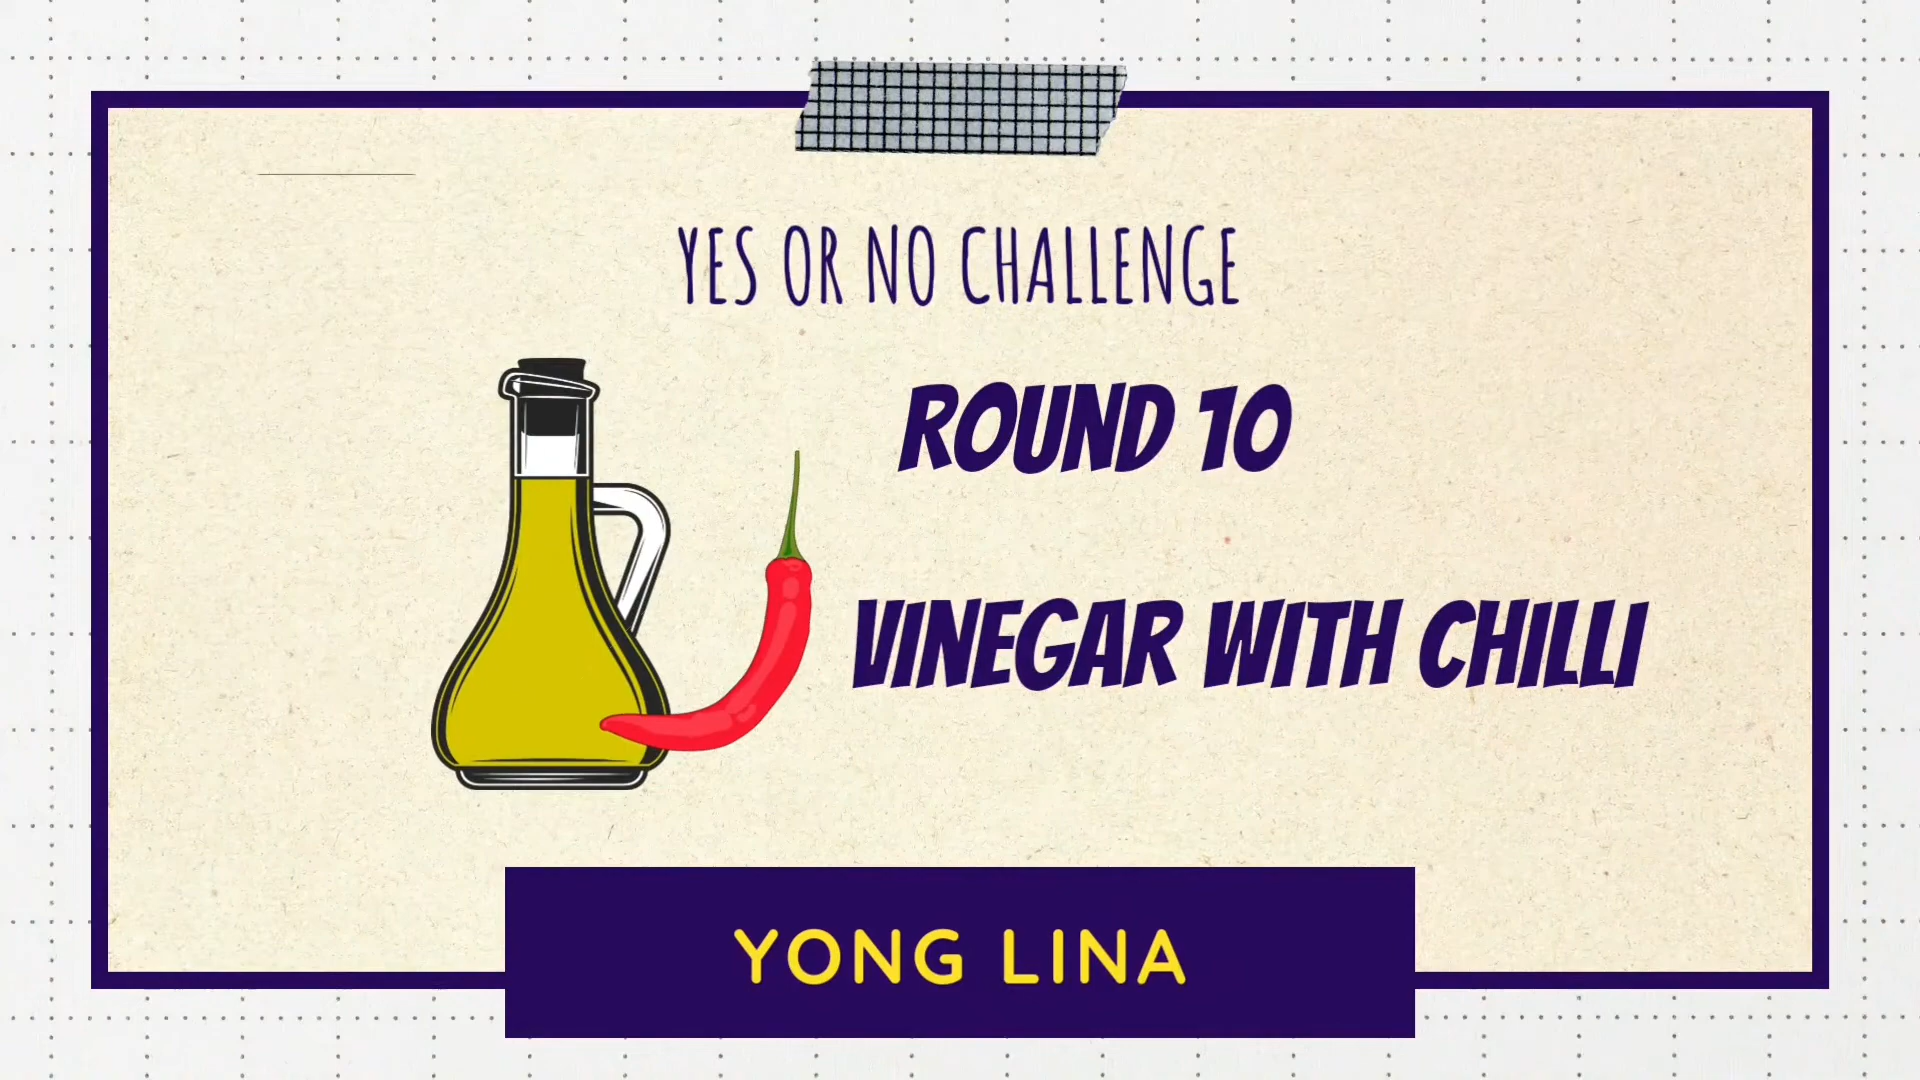 YES OR NO CHALLENGE
ROUND 10
VINEGAR WITH CHILLI
YONG LINA